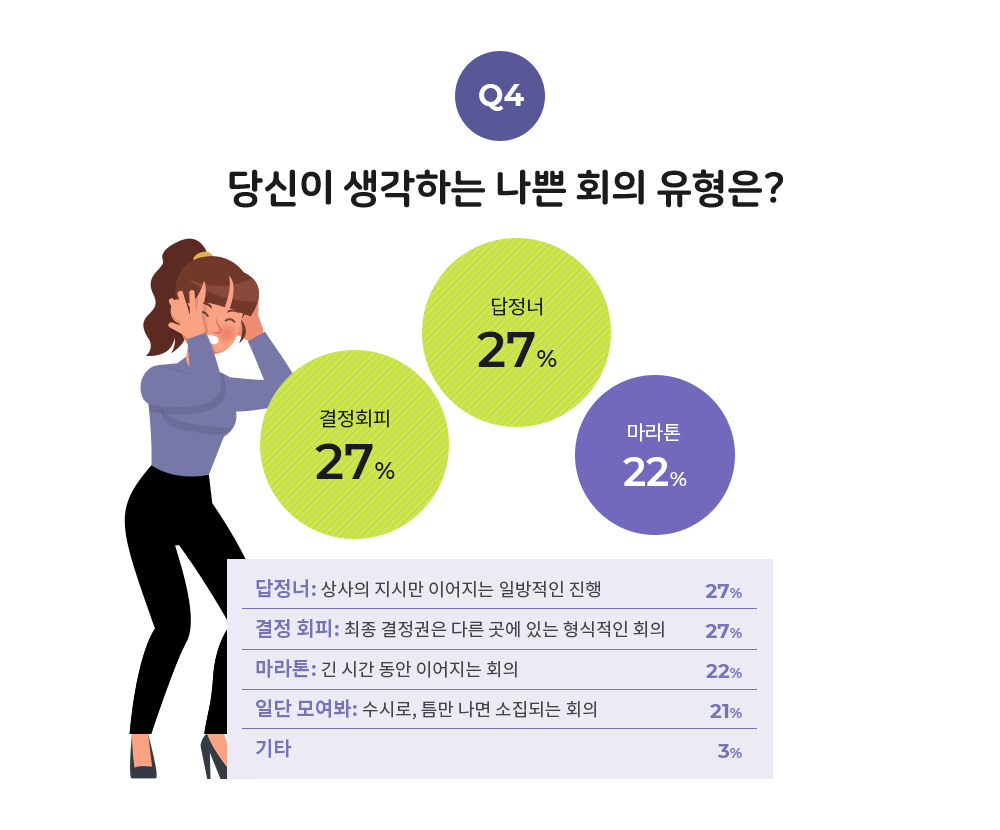 Q4
당신이 생각하는 나쁜 회의 유형은?
답정너
27%
결정회피
27%
마라톤
22%
답정너: 상사의 지시만 이어지는 일방적인 진행 27%
결정 회피: 최종 결정권은 다른 곳에 있는 형식적인 회의 27%
마라톤: 긴 시간 동안 이어지는 회의 22%
일단 모여봐: 수시로, 틈만 나면 소집되는 회의 21%
기타 3%